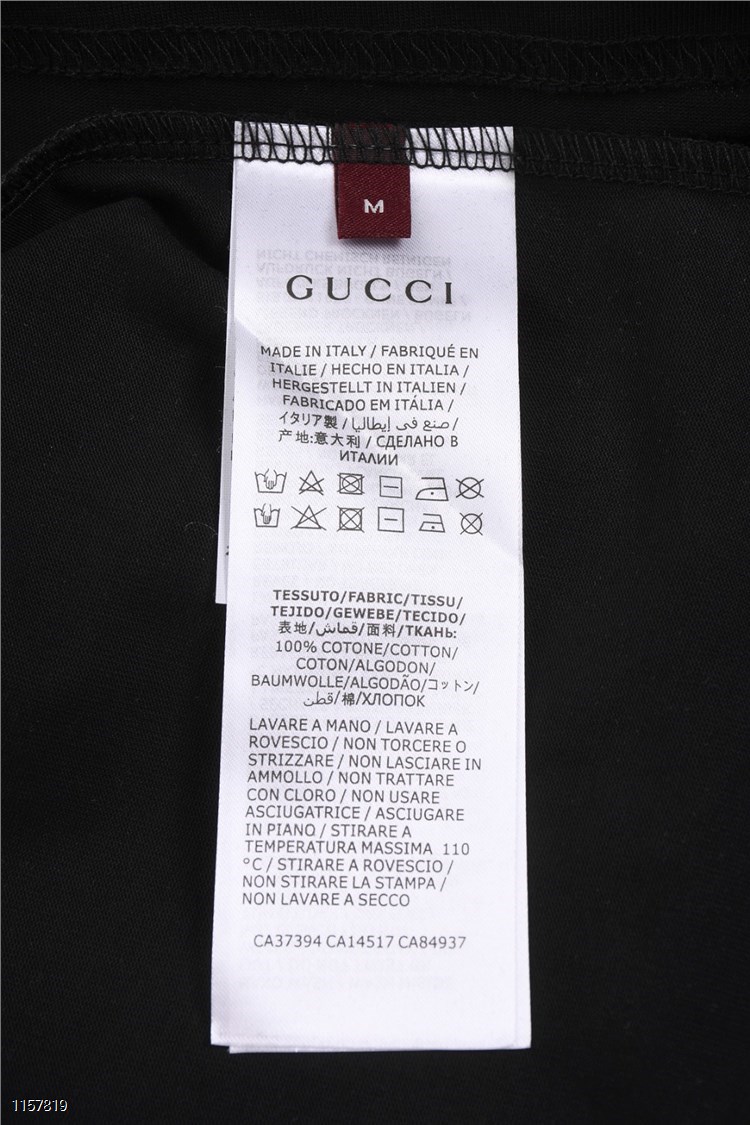 M
GUCCI
MADE IN ITALY / FABRIQUÉ EN
ITALIE / HECHO EN ITALIA /
HERGESTELLT IN ITALIEN /
FABRICADO EM ITÁLIA /
イタリア製 / صنع في إيطاليا /
产地:意大利 / СДЕЛАНО В
ИТАЛИИ
TESSUTO/FABRIC/TISSU/
TEJIDO/GEWEBE/TECIDO/
表地/قماش/面料/ТКАНЬ:
100% COTONE/COTTON/
COTON/ALGODON/
BAUMWOLLE/ALGODÃO/コットン/
قطن/棉/ХЛОПОК
LAVARE A MANO / LAVARE A
ROVESCIO / NON TORCERE O
STRIZZARE / NON LASCIARE IN
AMMOLLO / NON TRATTARE
CON CLORO / NON USARE
ASCIUGATRICE / ASCIUGARE
IN PIANO / STIRARE A
TEMPERATURA MASSIMA 110
°C / STIRARE A ROVESCIO /
NON STIRARE LA STAMPA /
NON LAVARE A SECCO
CA37394 CA14517 CA84937
1157819